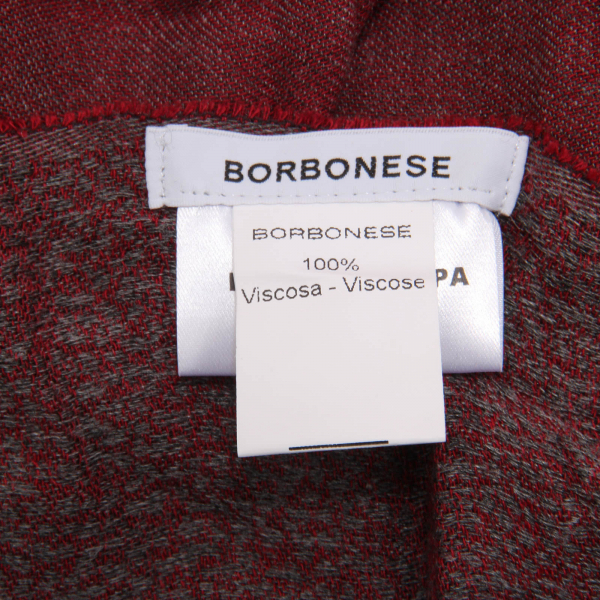 BORBONESE
BORBONESE
100%
Viscosa - Viscose
PA